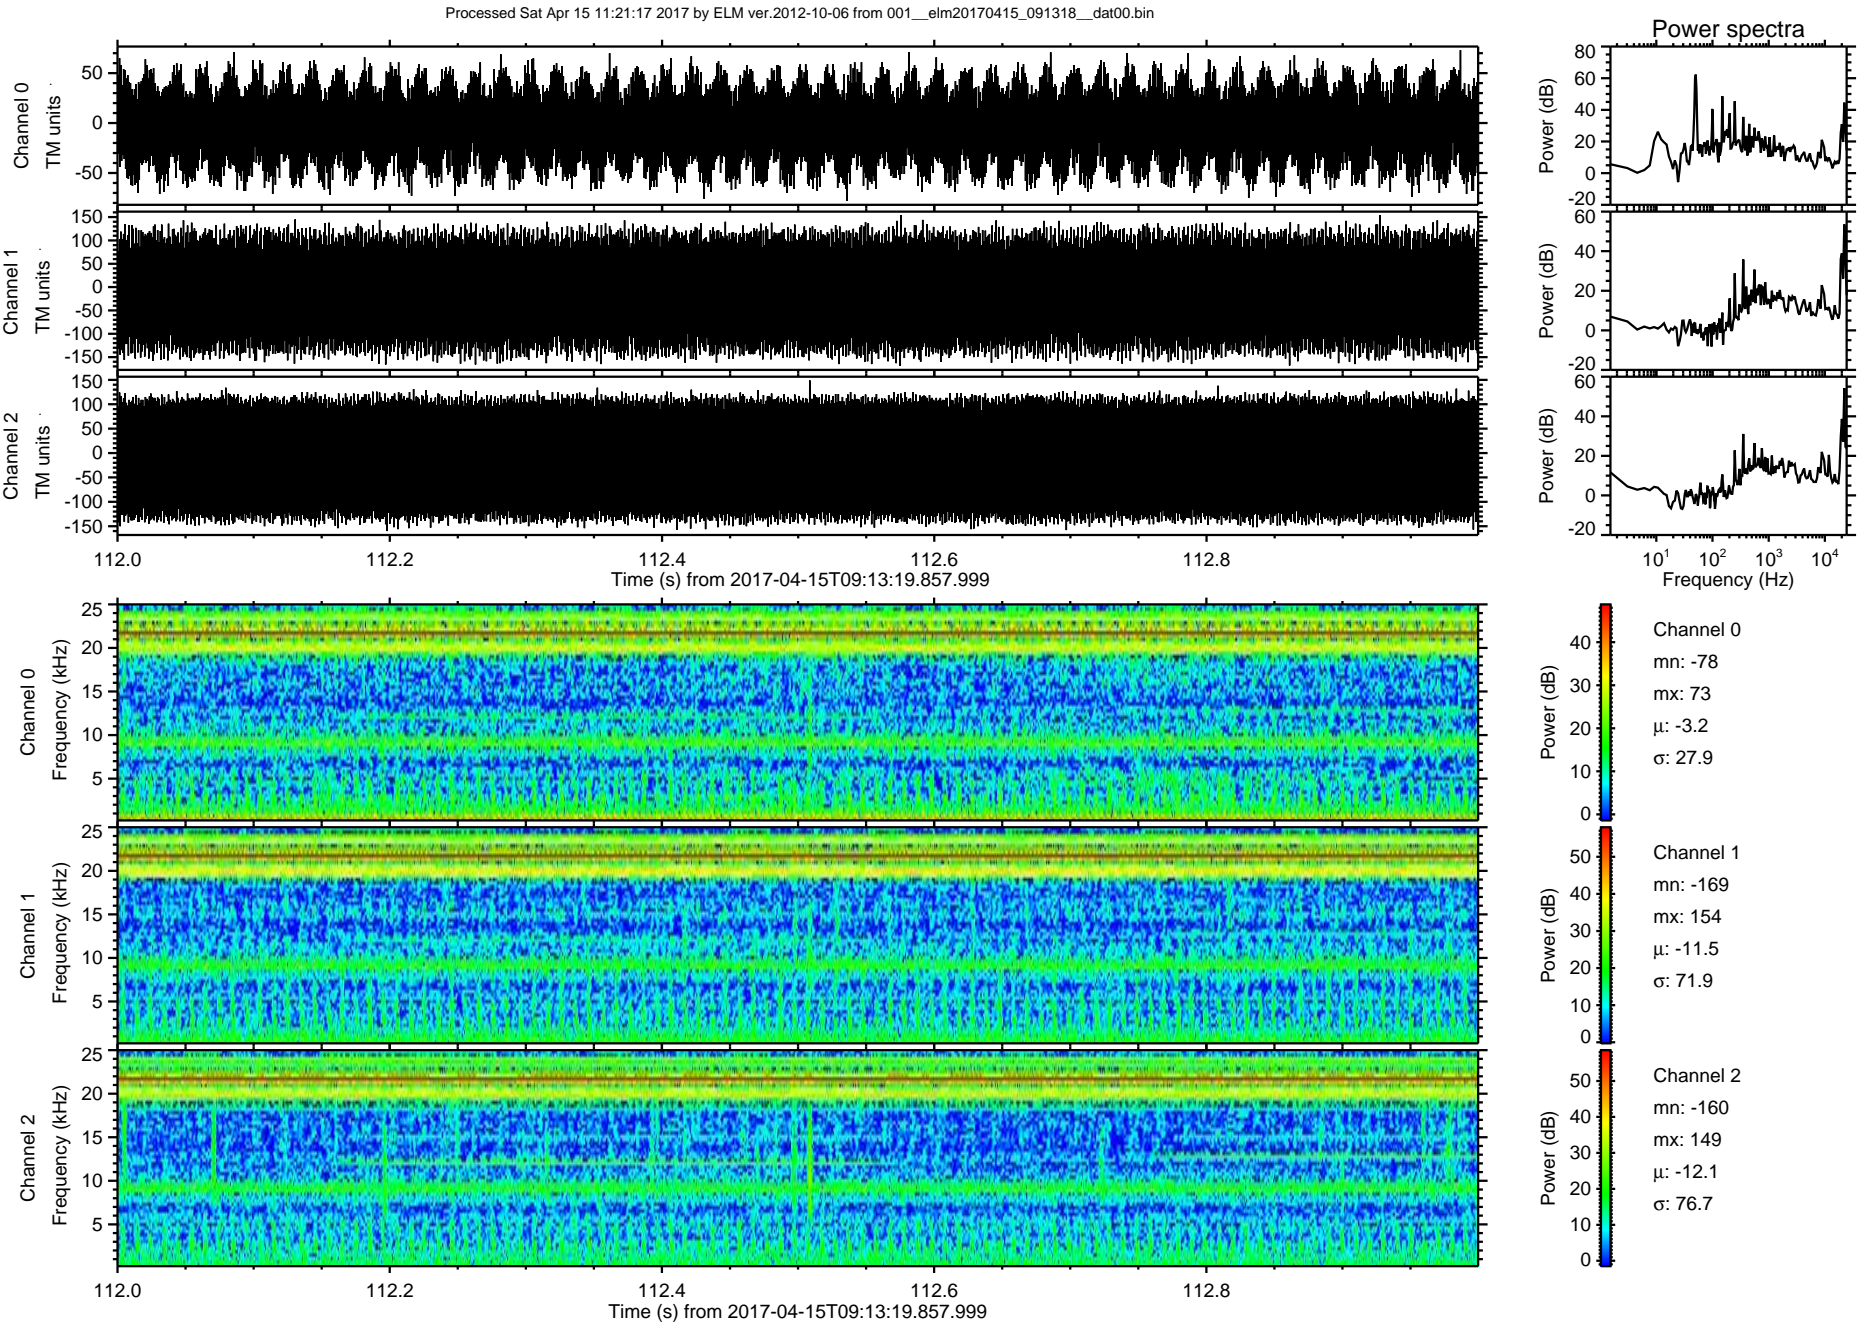 Processed Sat Apr 15 11:21:17 2017 by ELM ver.2012-10-06 from 001__elm20170415_091318__dat00.bin
Power spectra
Channel 0
TM units
50
0
-50
Power (dB)
80
60
40
20
0
-20
Channel 1
TM units
150
100
50
0
-50
-100
-150
Power (dB)
60
40
20
0
-20
Channel 2
TM units
150
100
50
0
-50
-100
-150
Power (dB)
60
40
20
0
-20
112.0 112.2 112.4 112.6 112.8
Time (s) from 2017-04-15T09:13:19.857.999
10^1 10^2 10^3 10^4
Frequency (Hz)
Channel 0
Frequency (kHz)
25
20
15
10
5
Power (dB)
40
30
20
10
0
Channel 0
mn: -78
mx: 73
μ: -3.2
σ: 27.9
Channel 1
Frequency (kHz)
25
20
15
10
5
Power (dB)
50
40
30
20
10
0
Channel 1
mn: -169
mx: 154
μ: -11.5
σ: 71.9
Channel 2
Frequency (kHz)
25
20
15
10
5
Power (dB)
50
40
30
20
10
0
Channel 2
mn: -160
mx: 149
μ: -12.1
σ: 76.7
112.0 112.2 112.4 112.6 112.8
Time (s) from 2017-04-15T09:13:19.857.999